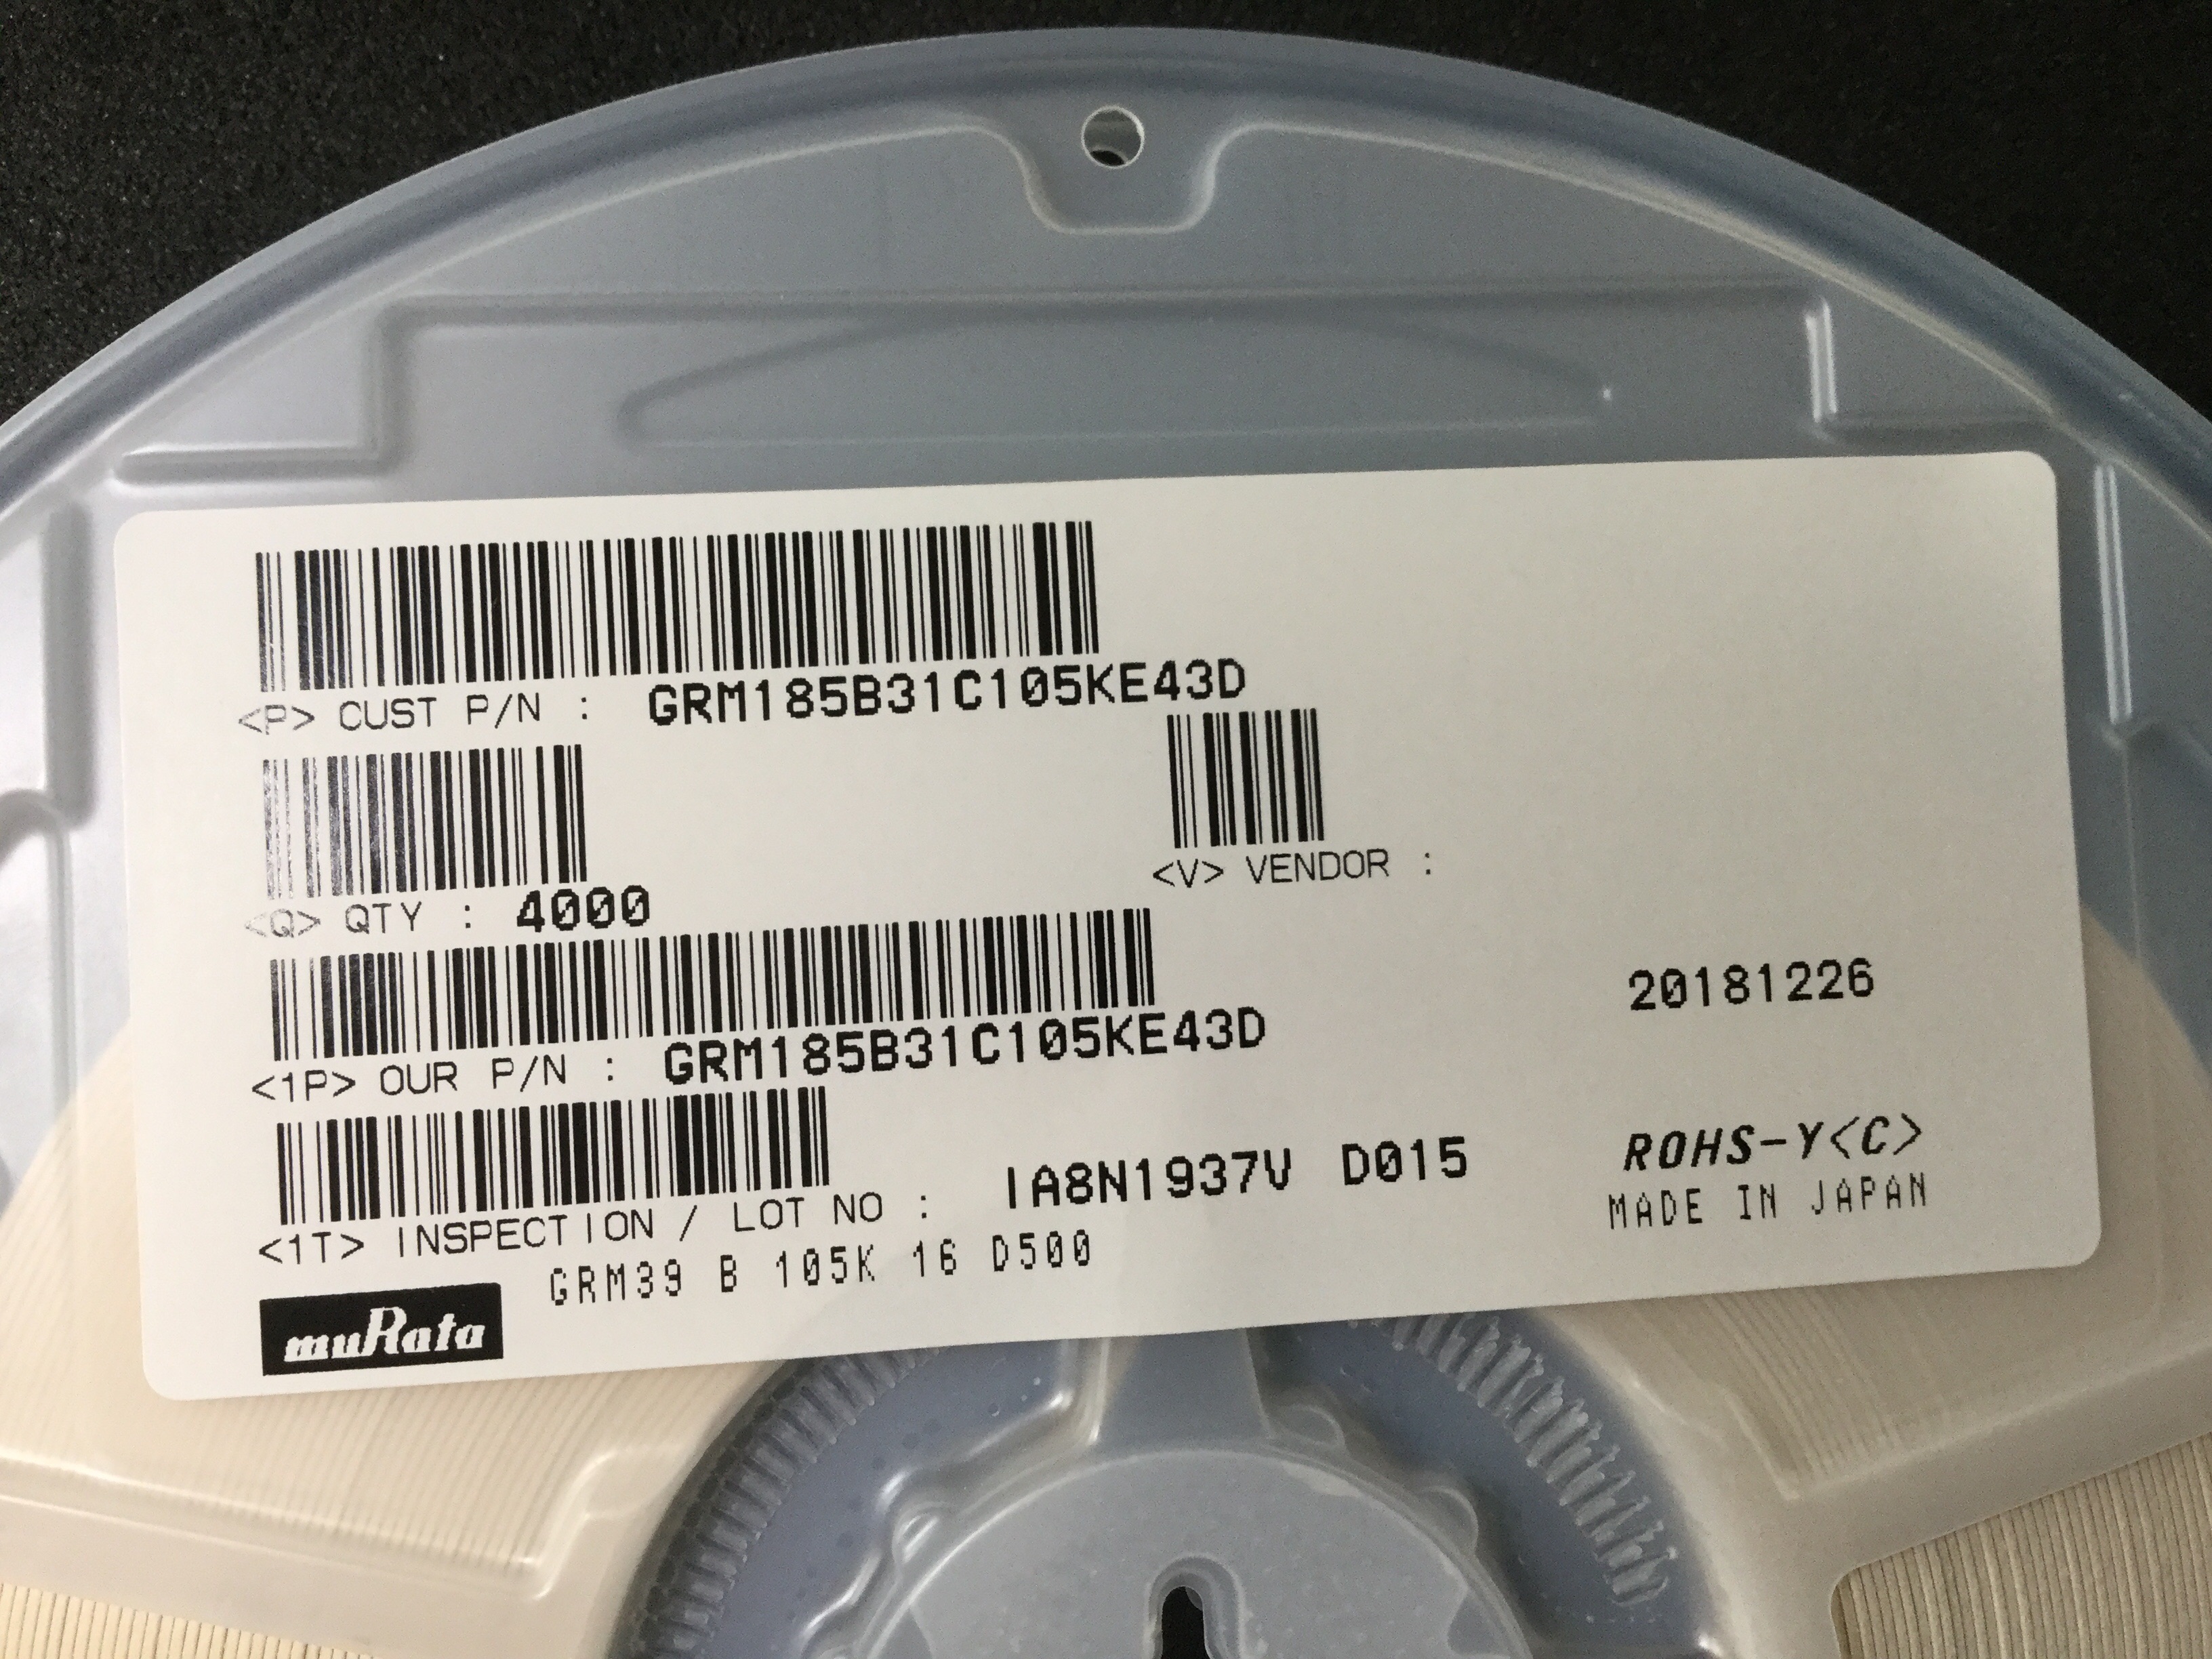 <P> CUST P/N : GRM185B31C105KE43D
<Q> QTY : 4000
<V> VENDOR :
20181226
<1P> OUR P/N : GRM185B31C105KE43D
<1T> INSPECTION / LOT NO : IA8N1937V D015
ROHS-Y<C>
MADE IN JAPAN
GRM39 B 105K 16 D500
muRata